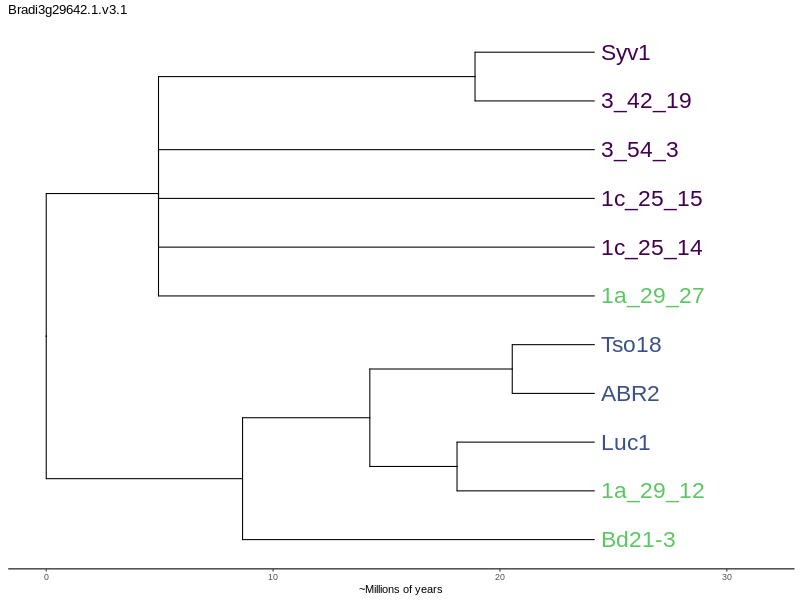 Bradi3g29642.1.v3.1
Syv1
3_42_19
3_54_3
1c_25_15
1c_25_14
1a_29_27
Tso18
ABR2
Luc1
1a_29_12
Bd21-3
0 10 20 30
~Millions of years